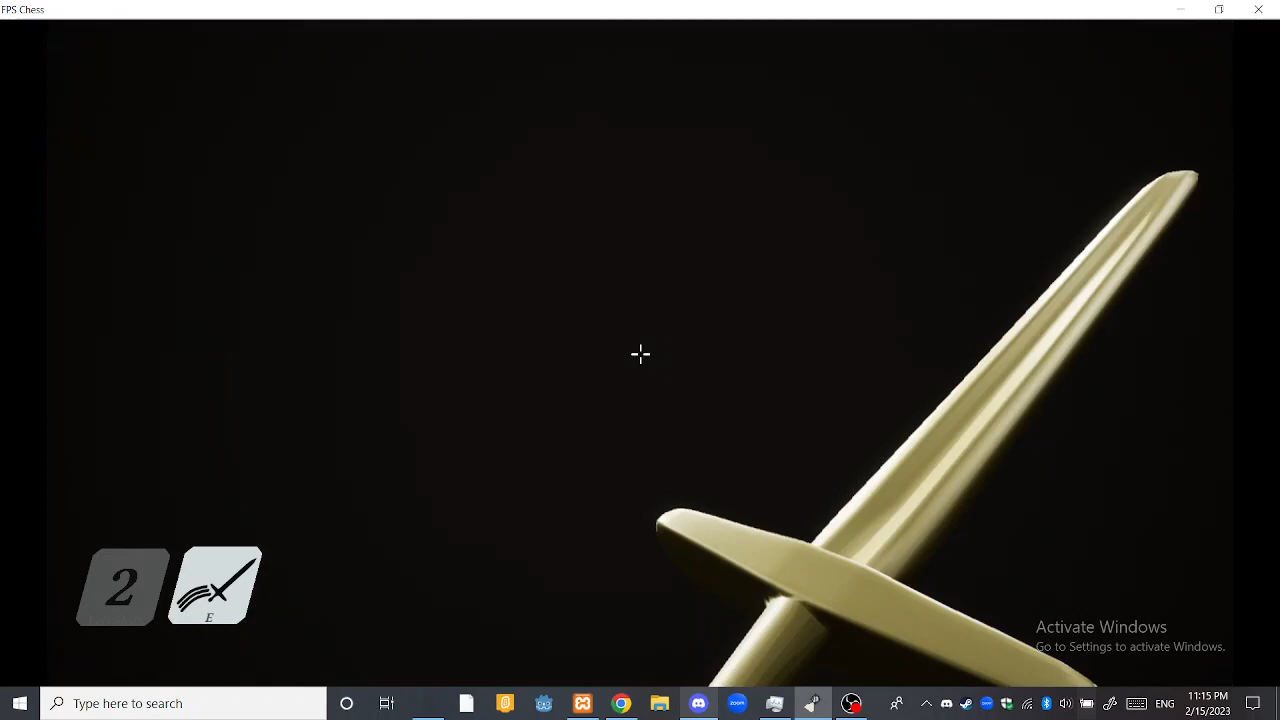 FPS Chess
2
E
Activate Windows
Go to Settings to activate Windows.
Type here to search
zoom
ENG
11:15 PM
2/15/2023